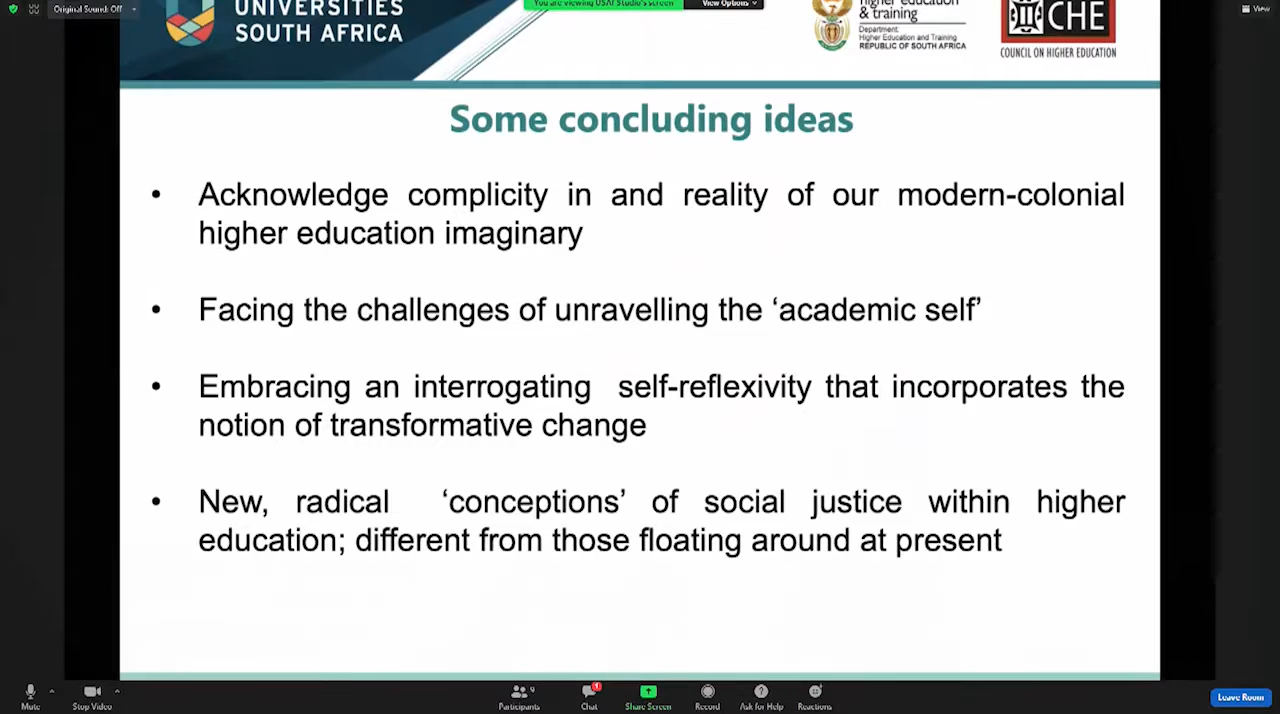 Original Sound: Off
You are viewing USAf Studio's screen
View Options
View
UNIVERSITIES
SOUTH AFRICA
higher education
& training
Department:
Higher Education and Training
REPUBLIC OF SOUTH AFRICA
CHE
COUNCIL ON HIGHER EDUCATION
Some concluding ideas
• Acknowledge complicity in and reality of our modern-colonial
higher education imaginary
• Facing the challenges of unravelling the ‘academic self’
• Embracing an interrogating self-reflexivity that incorporates the
notion of transformative change
• New, radical ‘conceptions’ of social justice within higher
education; different from those floating around at present
Mute
Stop Video
Participants
9
Chat
1
Share Screen
Record
Ask for Help
Reactions
Leave Room